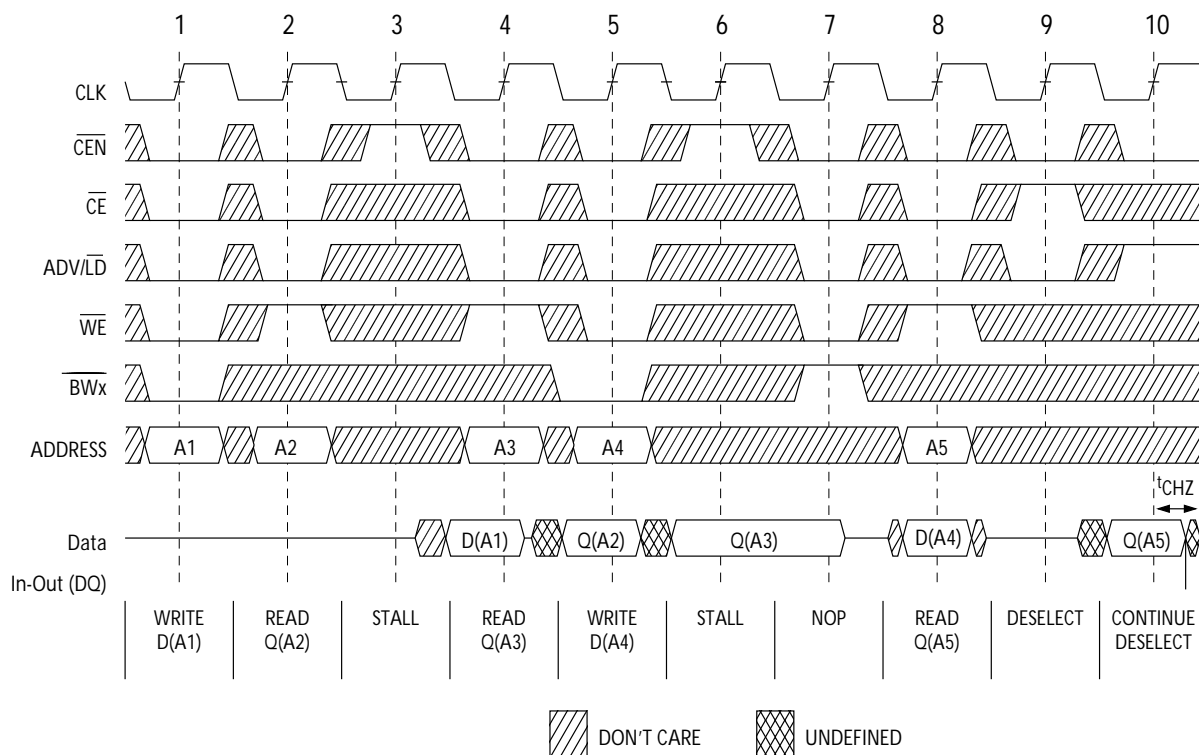 1 2 3 4 5 6 7 8 9 10
CLK
CEN
CE
ADV/LD
WE
BWx
ADDRESS A1 A2 A3 A4 A5
tCHZ
Data D(A1) Q(A2) Q(A3) D(A4) Q(A5)
In-Out (DQ)
WRITE READ STALL READ WRITE STALL NOP READ DESELECT CONTINUE
D(A1) Q(A2) Q(A3) D(A4) Q(A5) DESELECT
DON'T CARE UNDEFINED